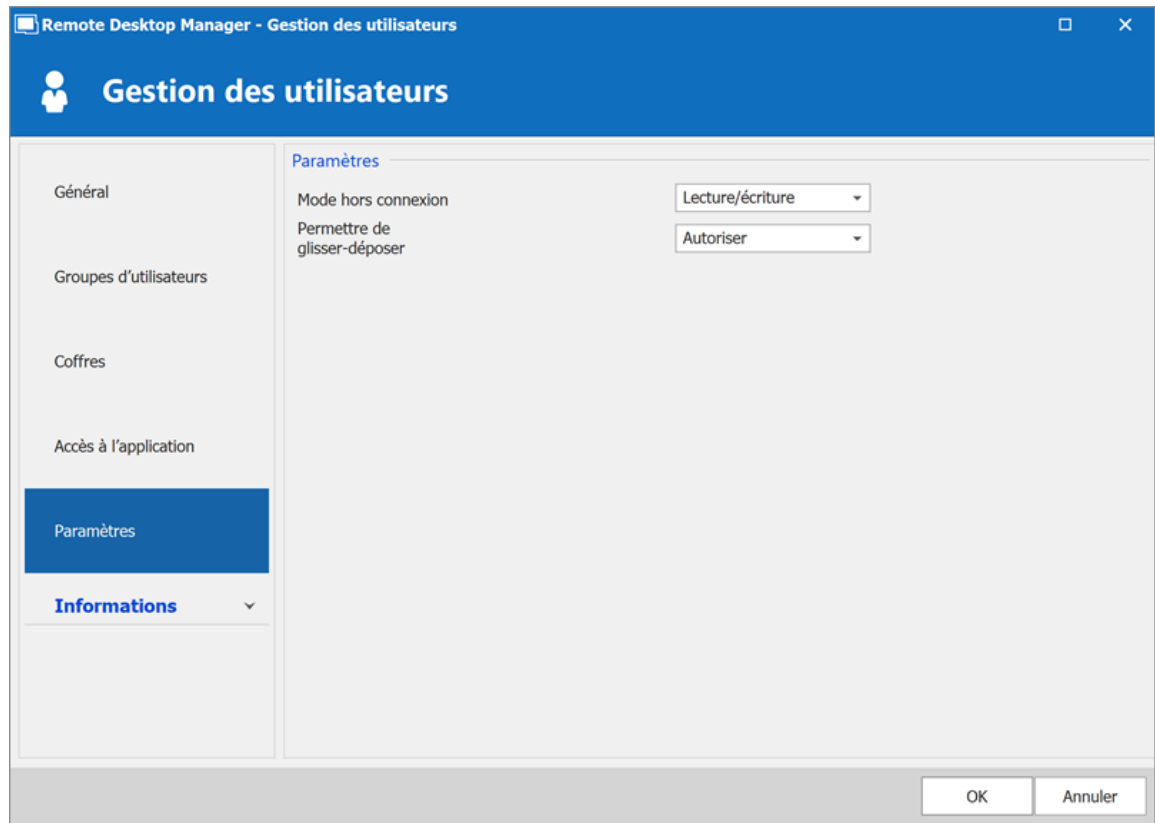 Remote Desktop Manager - Gestion des utilisateurs
Gestion des utilisateurs
Général
Groupes d’utilisateurs
Coffres
Accès à l’application
Paramètres
Informations
Paramètres
Mode hors connexion
Lecture/écriture
Permettre de
glisser-déposer
Autoriser
OK
Annuler